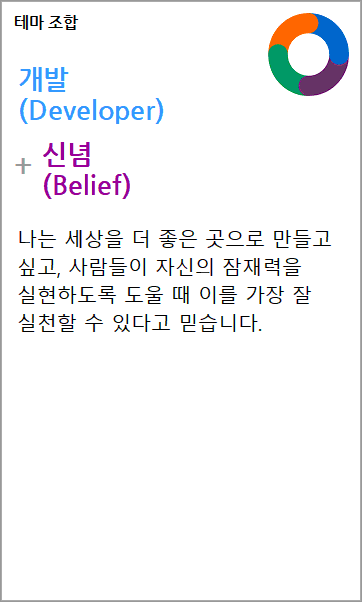 테마 조합
개발
(Developer)
+ 신념
(Belief)
나는 세상을 더 좋은 곳으로 만들고
싶고, 사람들이 자신의 잠재력을
실현하도록 도울 때 이를 가장 잘
실천할 수 있다고 믿습니다.